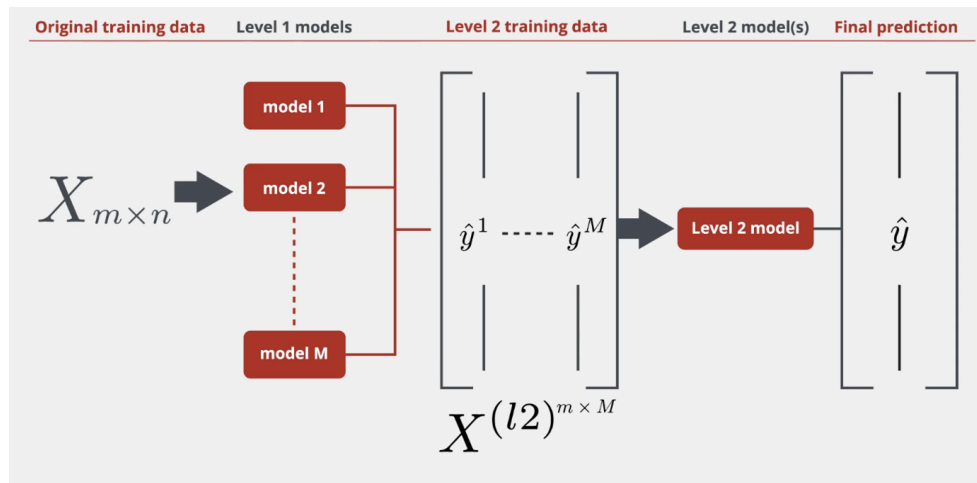 Original training data Level 1 models Level 2 training data Level 2 model(s) Final prediction
model 1
X m×n
model 2
ŷ¹ ŷᴹ
Level 2 model
ŷ
model M
X (l2) m × M